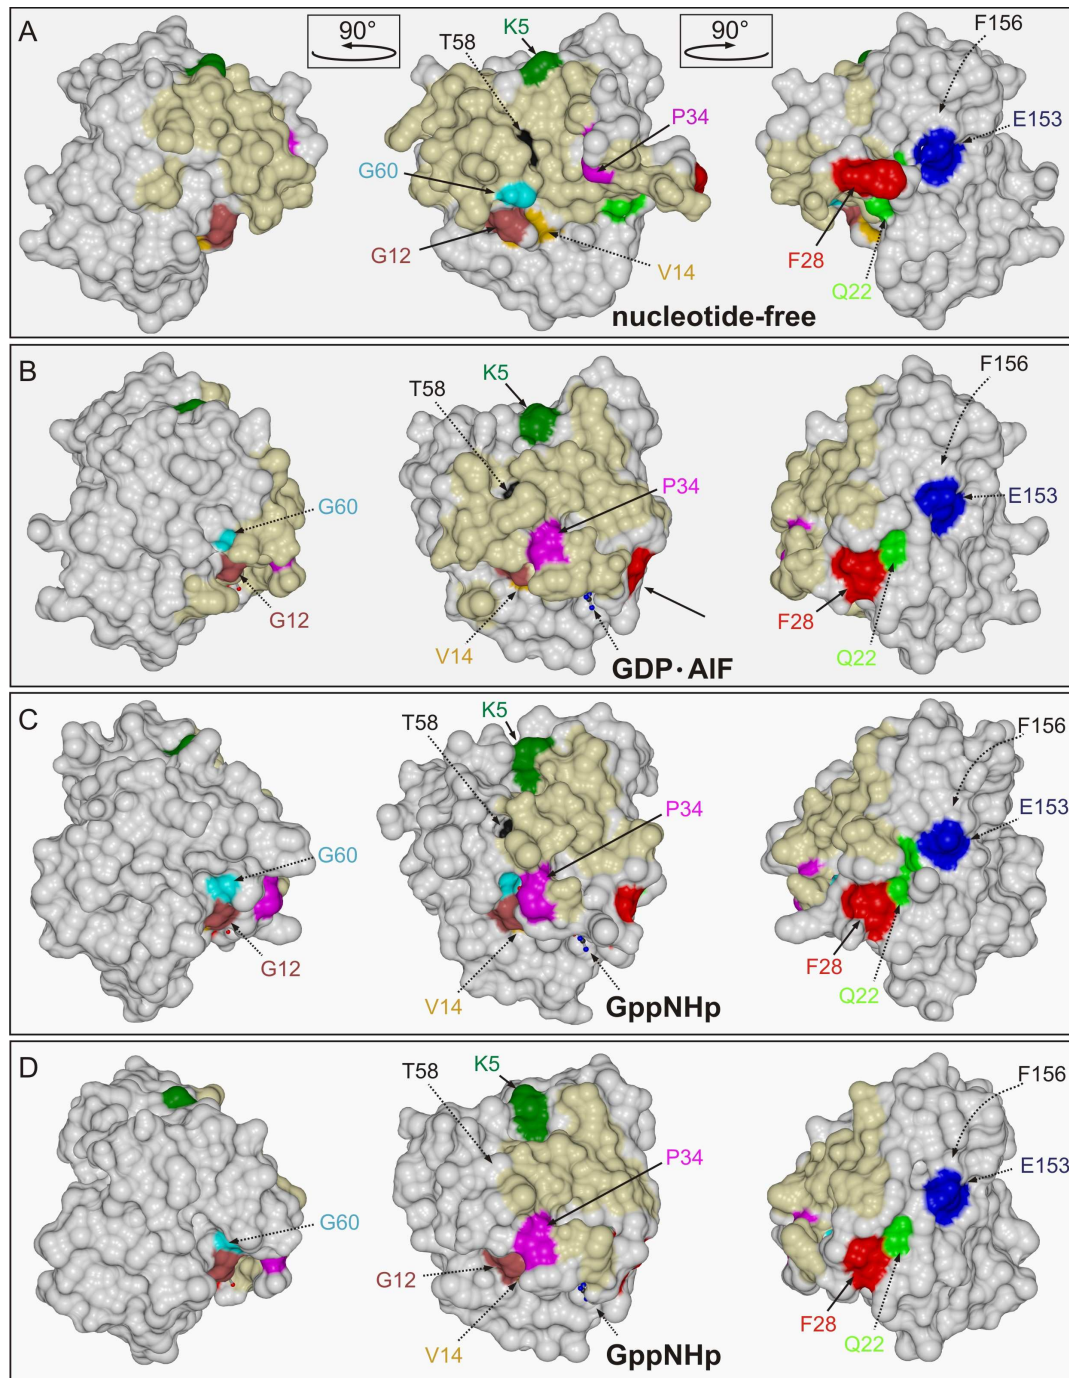 A
90°
K5
T58
90°
F156
P34
E153
G60
G12
V14
F28
Q22
nucleotide-free
B
K5
T58
F156
P34
E153
G60
G12
F28
V14
Q22
GDP·AlF
C
K5
T58
F156
P34
E153
G60
G12
F28
Q22
V14
GppNHp
D
K5
T58
F156
P34
E153
G60
G12
F28
Q22
V14
GppNHp